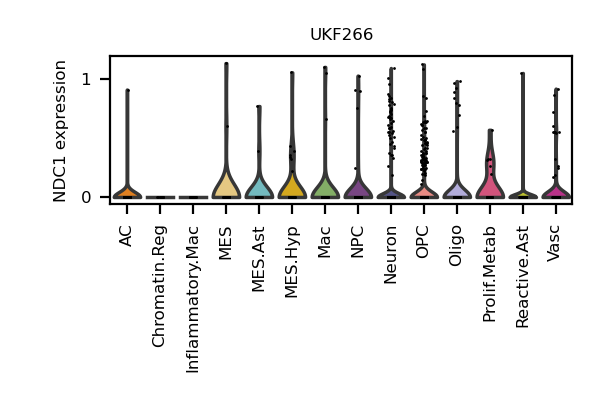 UKF266
NDC1 expression
1
0
AC
Chromatin.Reg
Inflammatory.Mac
MES
MES.Ast
MES.Hyp
Mac
NPC
Neuron
OPC
Oligo
Prolif.Metab
Reactive.Ast
Vasc